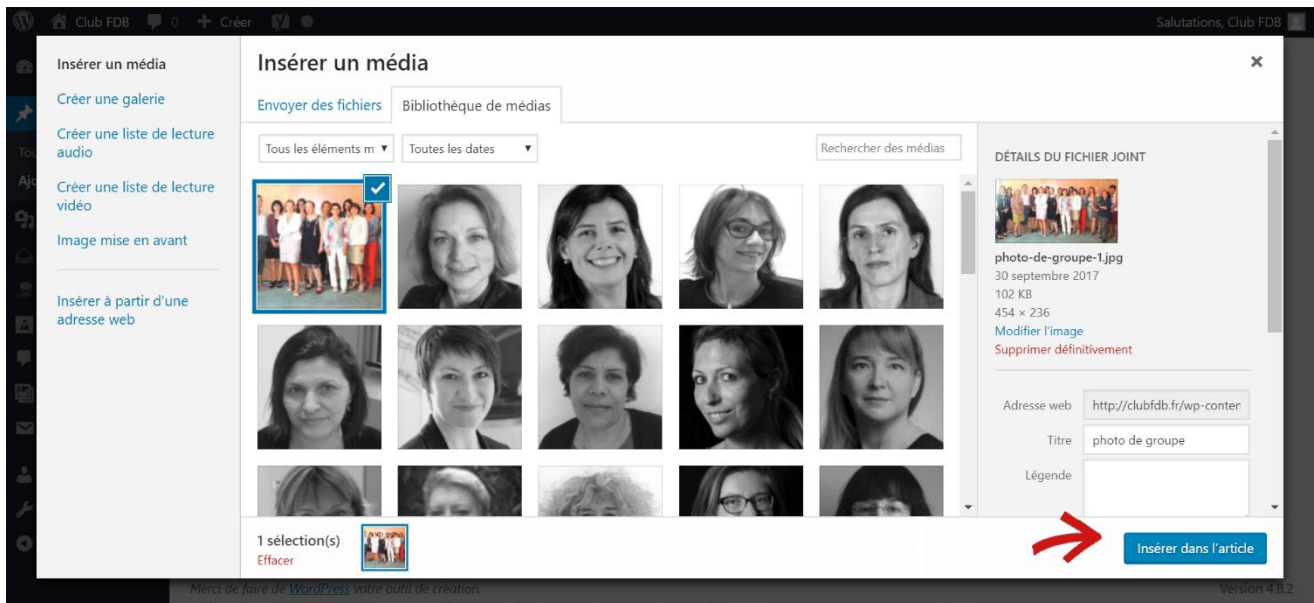 Club FDB 0 + Créer
Salutations, Club FDB
Insérer un média
Créer une galerie
Créer une liste de lecture
audio
Créer une liste de lecture
vidéo
Image mise en avant
Insérer à partir d'une
adresse web
Insérer un média
Envoyer des fichiers
Bibliothèque de médias
Tous les éléments m
Toutes les dates
Rechercher des médias
DÉTAILS DU FICHIER JOINT
photo-de-groupe-1.jpg
30 septembre 2017
102 KB
454 × 236
Modifier l'image
Supprimer définitivement
Adresse web http://clubfdb.fr/wp-conten
Titre photo de groupe
Légende
1 sélection(s)
Effacer
Insérer dans l'article
Merci de faire de WordPress votre outil de création.
Version 4.8.2